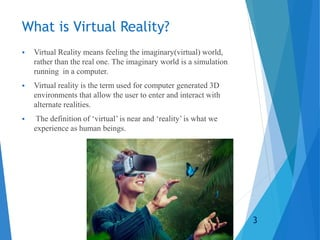 What is Virtual Reality?
• Virtual Reality means feeling the imaginary(virtual) world,
rather than the real one. The imaginary world is a simulation
running in a computer.
• Virtual reality is the term used for computer generated 3D
environments that allow the user to enter and interact with
alternate realities.
• The definition of ‘virtual’ is near and ‘reality’ is what we
experience as human beings.
3